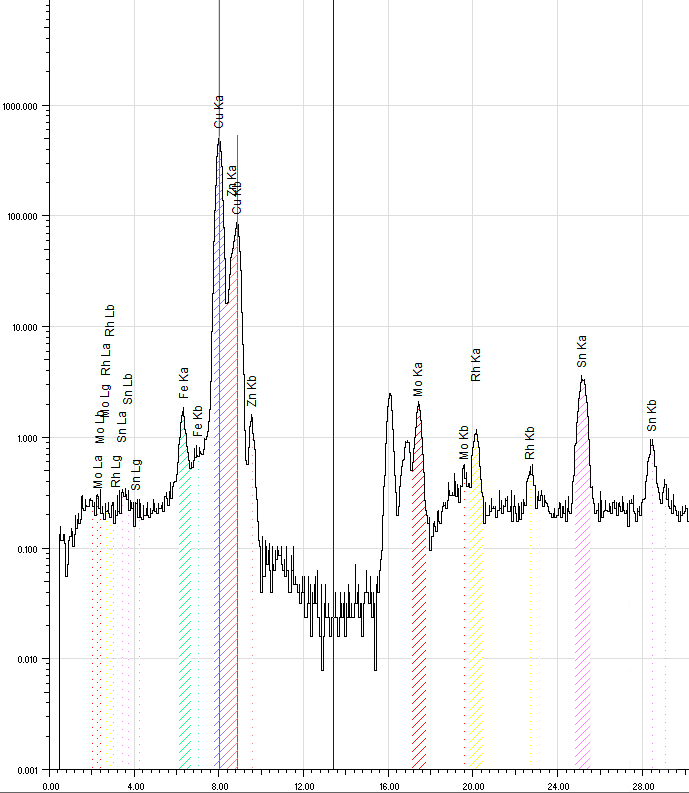 1000.000
100.000
10.000
1.000
0.100
0.010
0.001
Cu Ka
Zn Ka
Cu Kb
Rh Lb
Rh La
Sn Lb
Mo Lg
Mo Lb
Sn La
Mo La
Rh Lg
Sn Lg
Fe Ka
Fe Kb
Zn Kb
Mo Ka
Mo Kb
Rh Ka
Rh Kb
Sn Ka
Sn Kb
0.00 4.00 8.00 12.00 16.00 20.00 24.00 28.00